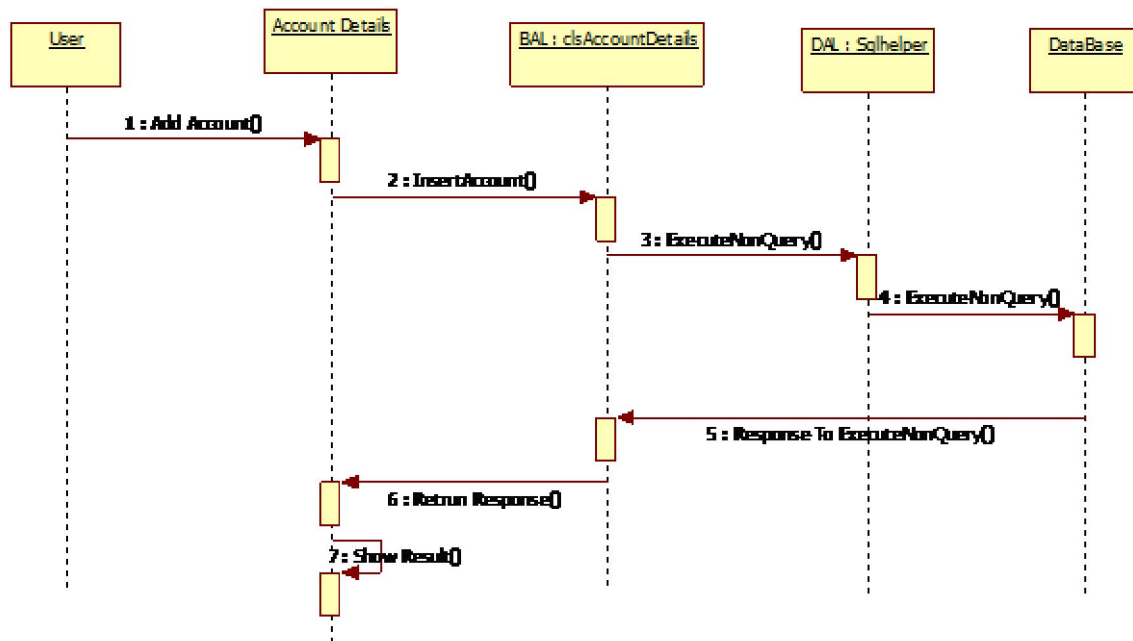 User
Account Details
BAL : clsAccountDetails
DAL : Sqlhelper
DataBase
1 : Add Account()
2 : InsertAccount()
3 : ExecuteNonQuery()
4 : ExecuteNonQuery()
5 : Response To ExecuteNonQuery()
6 : Retrun Response()
7 : Show Result()